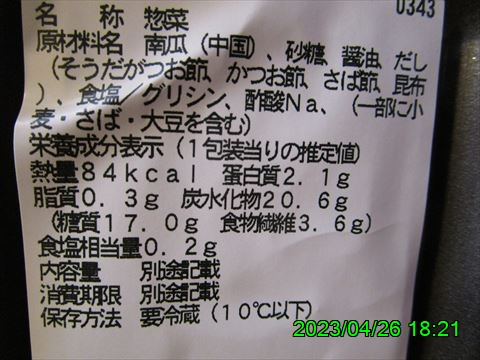 0343
名　称　惣菜
原材料名　南瓜（中国）、砂糖、醤油、だし
（そうだがつお節、かつお節、さば節、昆布
）、食塩／グリシン、酢酸Ｎａ、（一部に小
麦・さば・大豆を含む）
栄養成分表示（１包装当りの推定値）
熱量８４ｋｃａｌ　蛋白質２．１ｇ
脂質０．３ｇ　炭水化物２０．６ｇ
（糖質１７．０ｇ　食物繊維３．６ｇ）
食塩相当量０．２ｇ
内容量　別途記載
消費期限　別途記載
保存方法　要冷蔵（１０℃以下）
2023/04/26 18:21